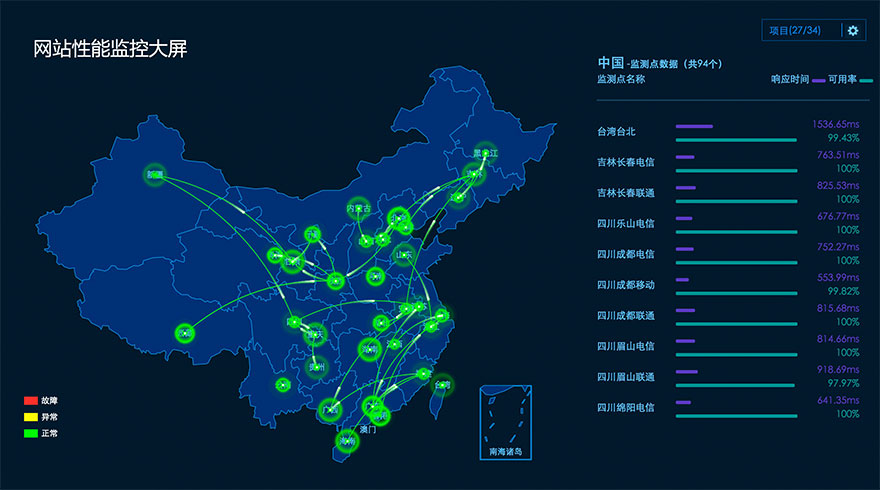 网站性能监控大屏
项目(27/34)
中国 -监测点数据（共94个）
监测点名称 响应时间 可用率
台湾台北 1536.65ms
99.43%
吉林长春电信 763.51ms
100%
吉林长春联通 825.53ms
100%
四川乐山电信 676.77ms
100%
四川成都电信 752.27ms
100%
四川成都移动 553.99ms
99.82%
四川成都联通 815.68ms
100%
四川眉山电信 814.66ms
100%
四川眉山联通 918.69ms
97.97%
四川绵阳电信 641.35ms
100%
黑龙江
吉林
新疆
内蒙古
山东
贵州
台湾
海南
澳门
南海诸岛
故障
异常
正常